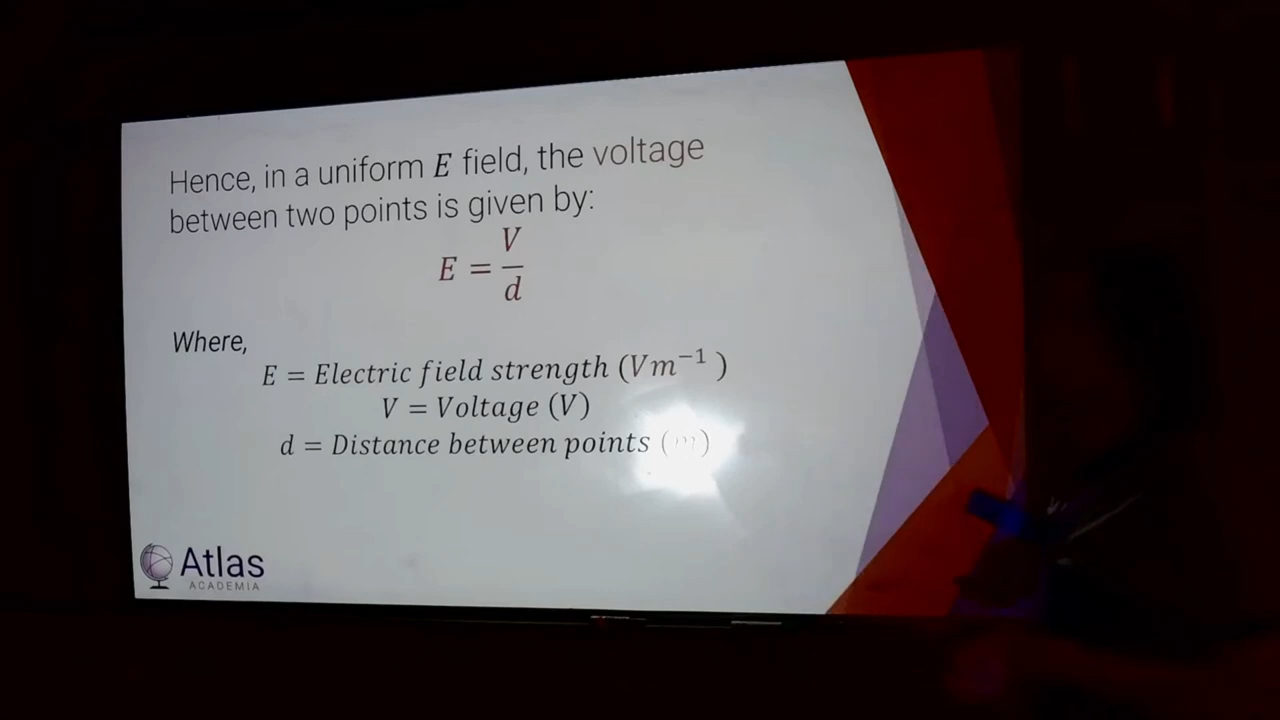 Hence, in a uniform E field, the voltage
between two points is given by:
E = V/d
Where,
E = Electric field strength (Vm⁻¹)
V = Voltage (V)
d = Distance between points (m)
Atlas
ACADEMIA